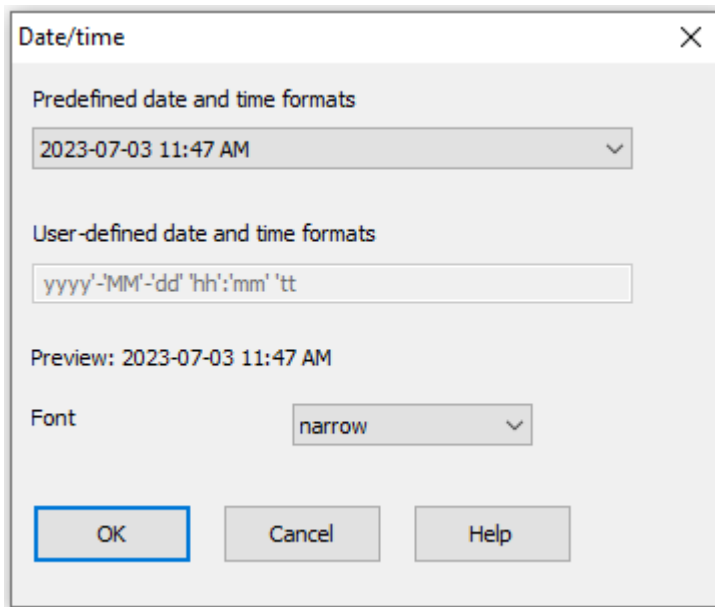 Date/time
Predefined date and time formats
2023-07-03 11:47 AM
User-defined date and time formats
yyyy'-'MM'-'dd' 'hh':'mm' 'tt
Preview: 2023-07-03 11:47 AM
Font narrow
OK Cancel Help